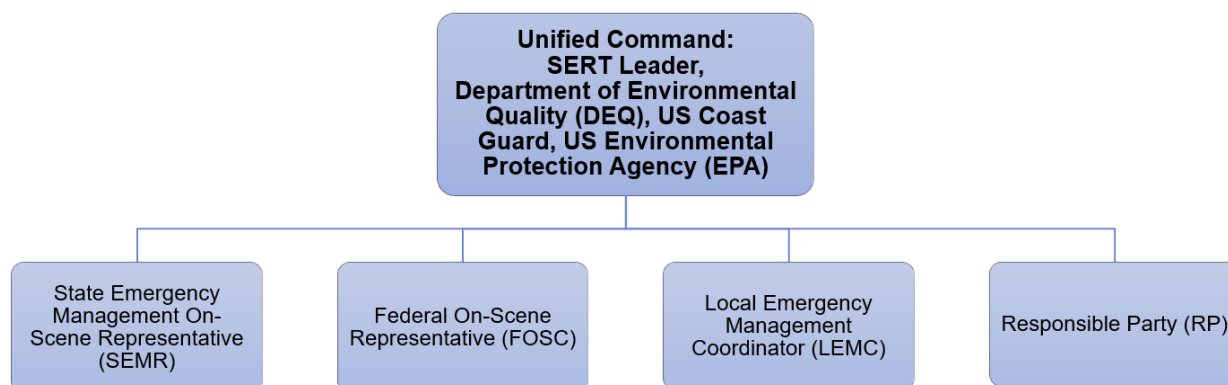 Unified Command:
SERT Leader,
Department of Environmental
Quality (DEQ), US Coast
Guard, US Environmental
Protection Agency (EPA)
State Emergency
Management On-
Scene Representative
(SEMR)
Federal On-Scene
Representative (FOSC)
Local Emergency
Management
Coordinator (LEMC)
Responsible Party (RP)